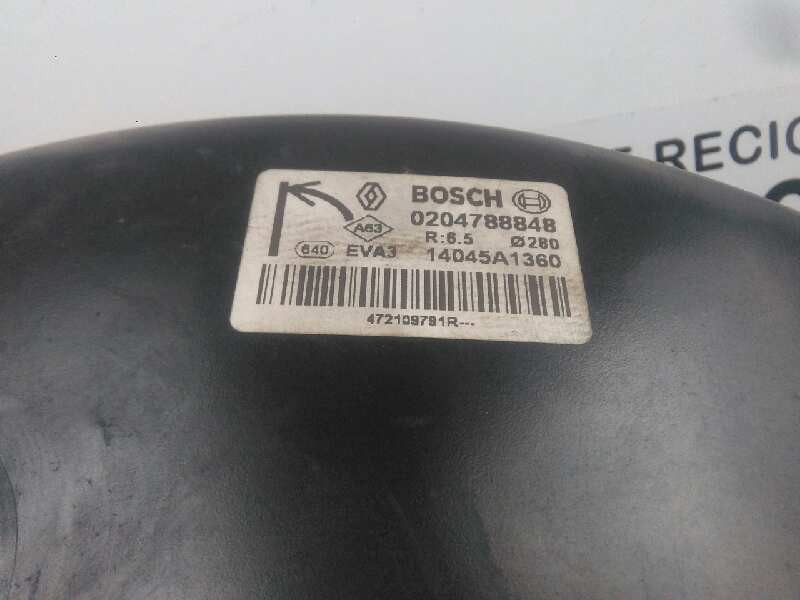 E RECIC
BOSCH
0204788848
A63
R:6.5 Ø280
640 EVA3 14045A1360
472109791R---